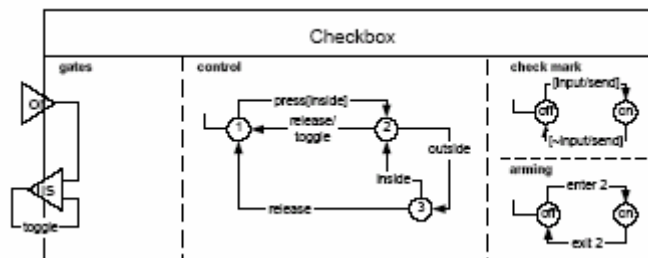 Checkbox
gates
control
check mark
press[inside]
release/
toggle
1
2
outside
inside
release
3
toggle
[input/send]
off
on
[~input/send]
arming
enter 2
off
on
exit 2